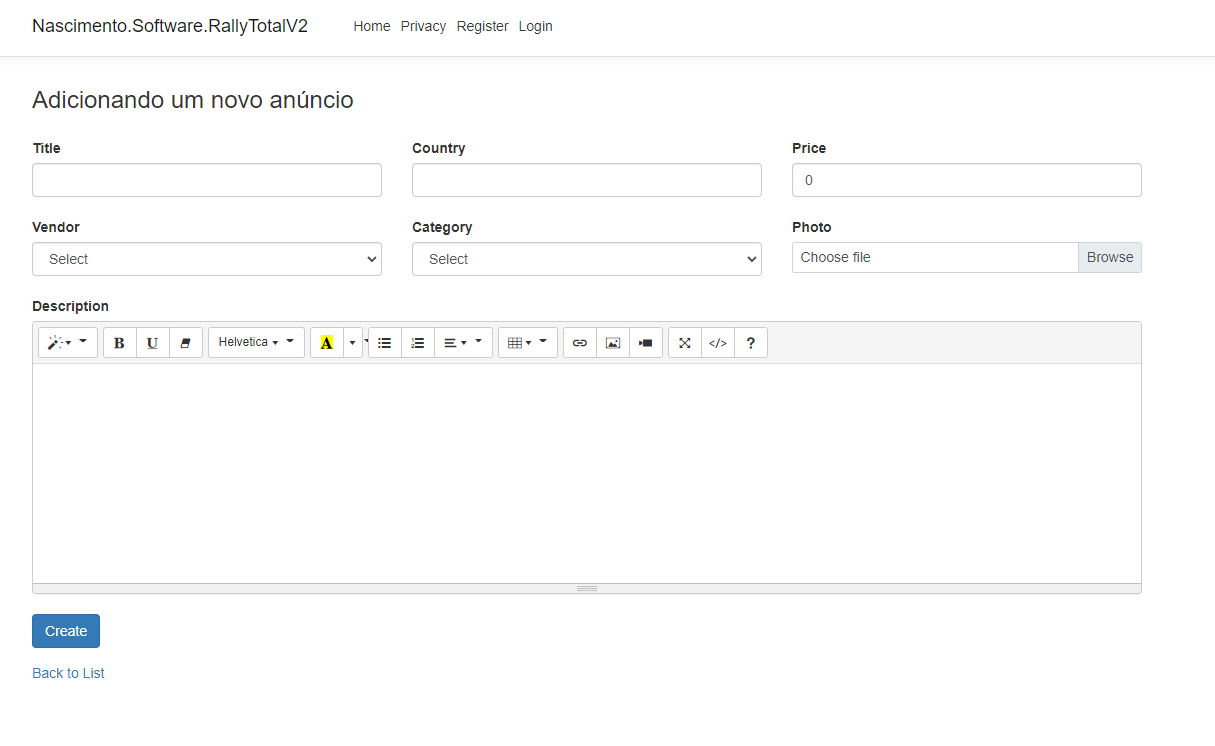 Nascimento.Software.RallyTotalV2 Home Privacy Register Login
Adicionando um novo anúncio
Title Country Price
0
Vendor Category Photo
Select Select Choose file Browse
Description
B U Helvetica A </> ?
Create
Back to List